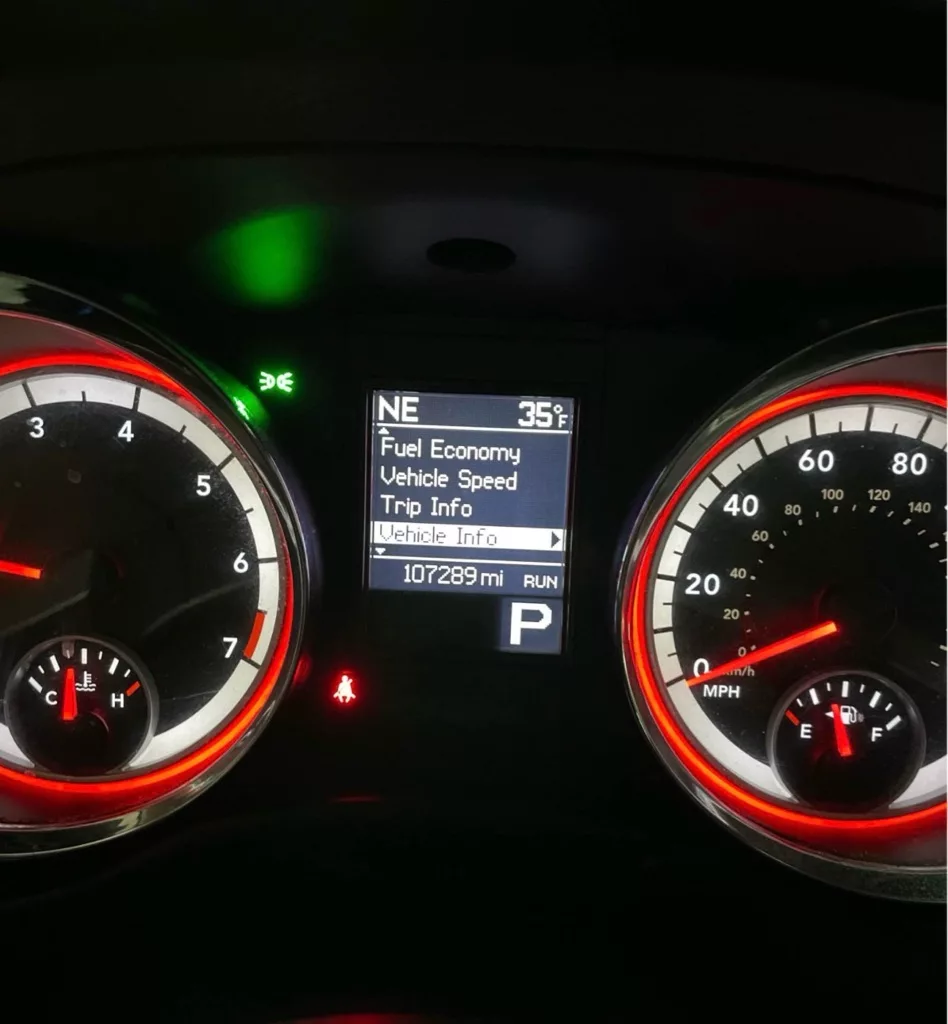 NE 35°F
Fuel Economy
Vehicle Speed
Trip Info
Vehicle Info
107289 mi RUN
P
3
4
5
6
7
C H
0
20
40
60
80
MPH
0
20
40
60
80
100
120
140
km/h
E F